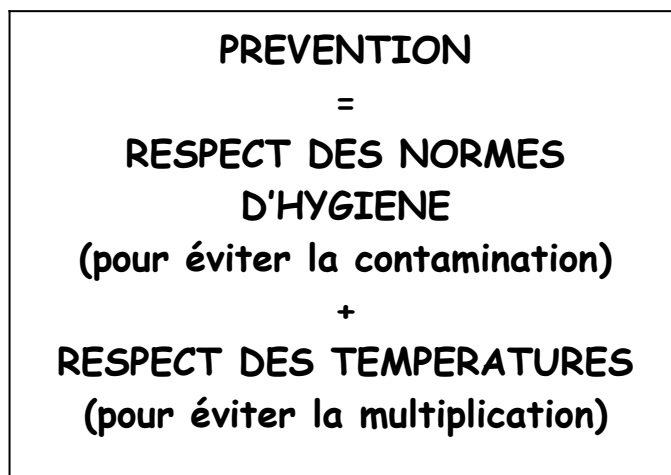 PREVENTION
=
RESPECT DES NORMES
D'HYGIENE
(pour éviter la contamination)
+
RESPECT DES TEMPERATURES
(pour éviter la multiplication)